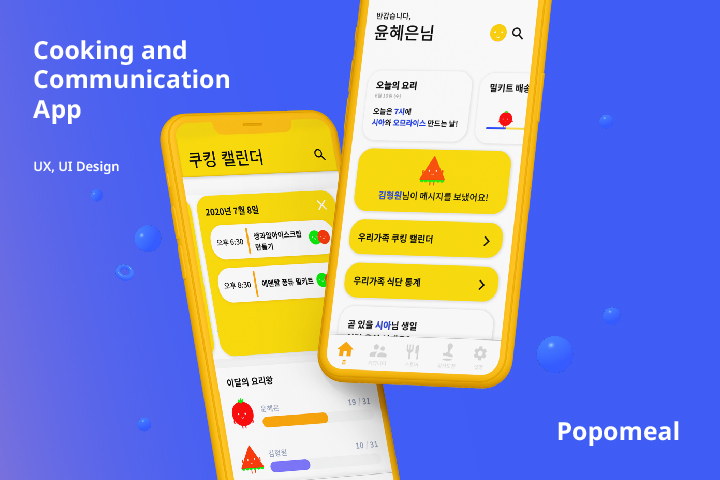 Cooking and
Communication
App
UX, UI Design
쿠킹 캘린더
2020년 7월 8일
오후 6:30
생과일아이스크림
만들기
오후 8:30
에멘탈 퐁듀 밀키트
이달의 요리왕
윤혜은
19 / 31
김형원
10 / 31
반갑습니다,
윤혜은님
오늘의 요리
오늘은 7시에
시아와 오므라이스 만드는 날!
밀키트 배송
김형원님이 메시지를 보냈어요!
우리가족 쿠킹 캘린더
우리가족 식단 통계
곧 있을 시아님 생일
홈
Popomeal